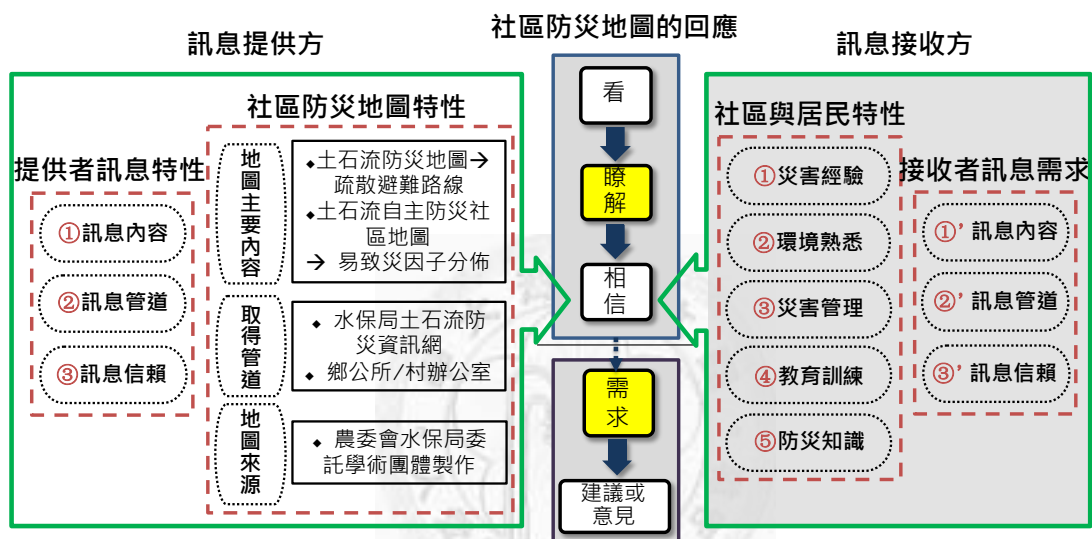 社區防災地圖的回應
訊息提供方
訊息接收方
社區防災地圖特性
提供者訊息特性
①訊息內容
②訊息管道
③訊息信賴
地圖主要內容
◆土石流防災地圖→
疏散避難路線
◆土石流自主防災社
區地圖
→ 易致災因子分佈
取得管道
◆ 水保局土石流防
災資訊網
◆ 鄉公所/村辦公室
地圖來源
◆ 農委會水保局委
託學術團體製作
看
瞭解
相信
需求
建議或
意見
社區與居民特性
①災害經驗
②環境熟悉
③災害管理
④教育訓練
⑤防災知識
接收者訊息需求
①’訊息內容
②’訊息管道
③’訊息信賴